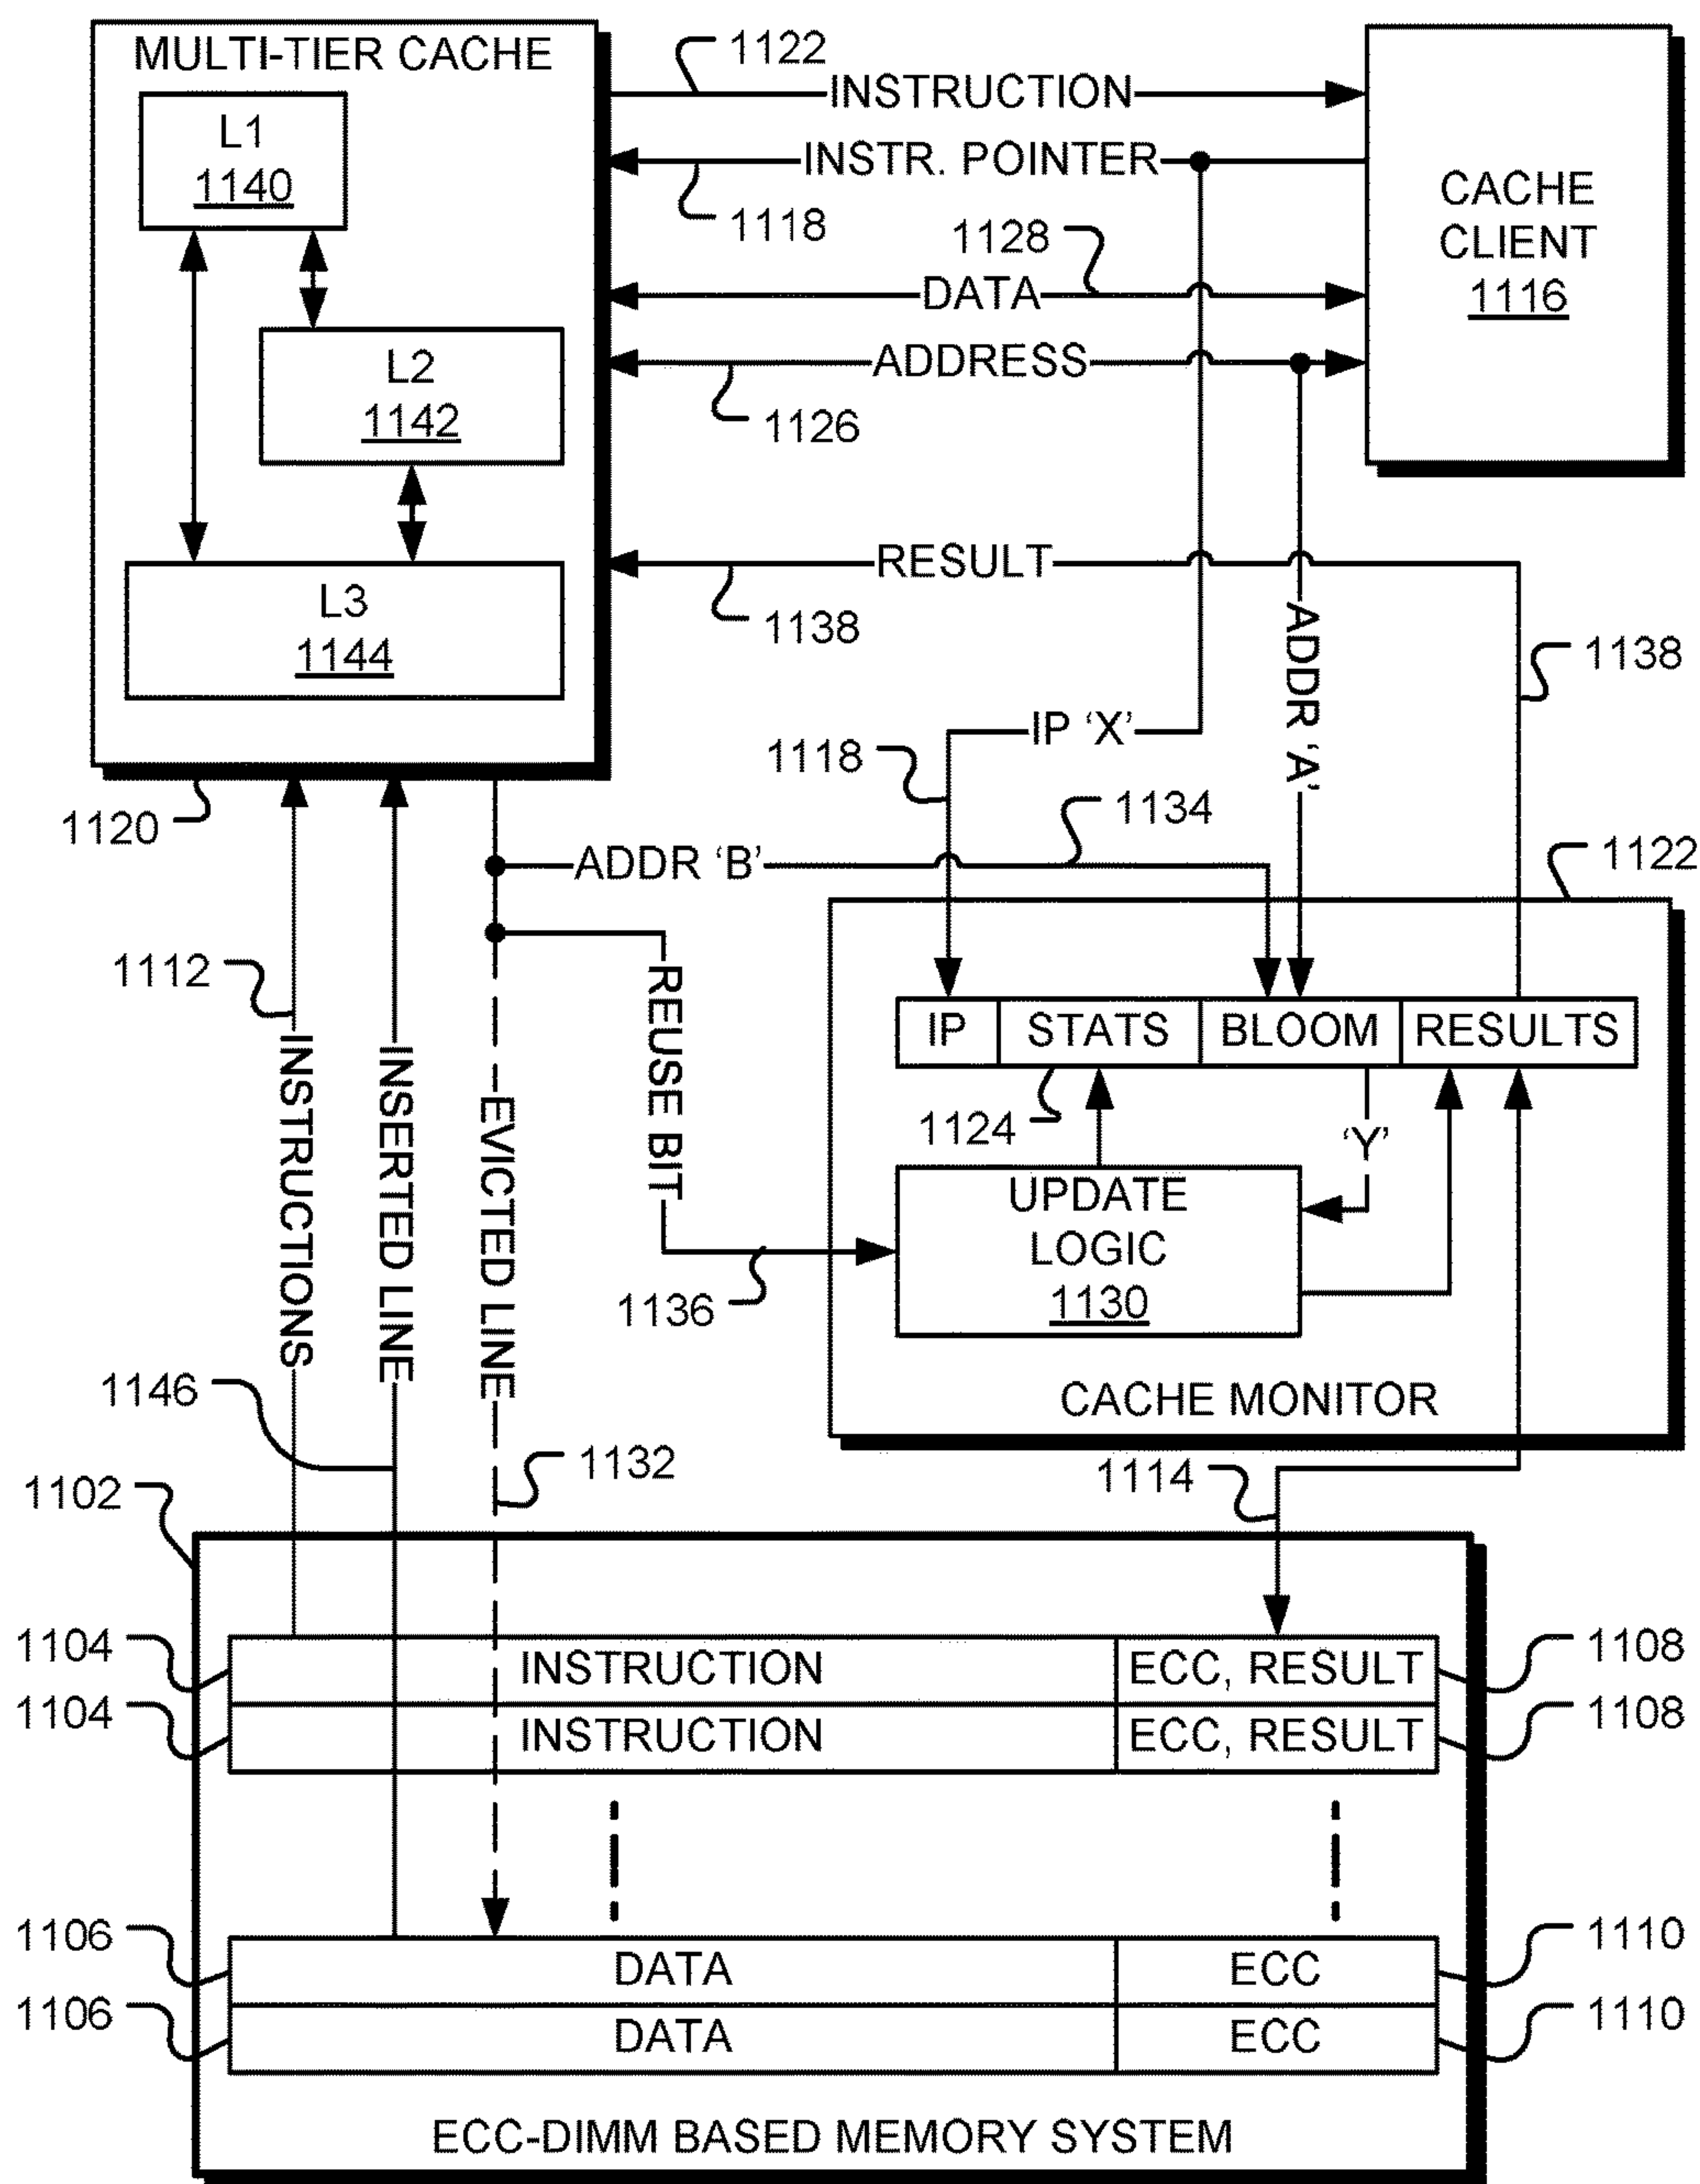 MULTI-TIER CACHE
L1
1140
L2
1142
L3
1144
1120
1122
INSTRUCTION
INSTR. POINTER
1118
1128
DATA
ADDRESS
1126
CACHE
CLIENT
1116
RESULT
1138
1138
ADDR 'A'
IP 'X'
1118
1134
ADDR 'B'
1122
1112
INSTRUCTIONS
INSERTED LINE
EVICTED LINE
REUSE BIT
IP
STATS
BLOOM
RESULTS
1124
'Y'
UPDATE
LOGIC
1130
1136
CACHE MONITOR
1146
1132
1114
1102
1104
INSTRUCTION
ECC, RESULT
1108
1104
INSTRUCTION
ECC, RESULT
1108
1106
DATA
ECC
1110
1106
DATA
ECC
1110
ECC-DIMM BASED MEMORY SYSTEM